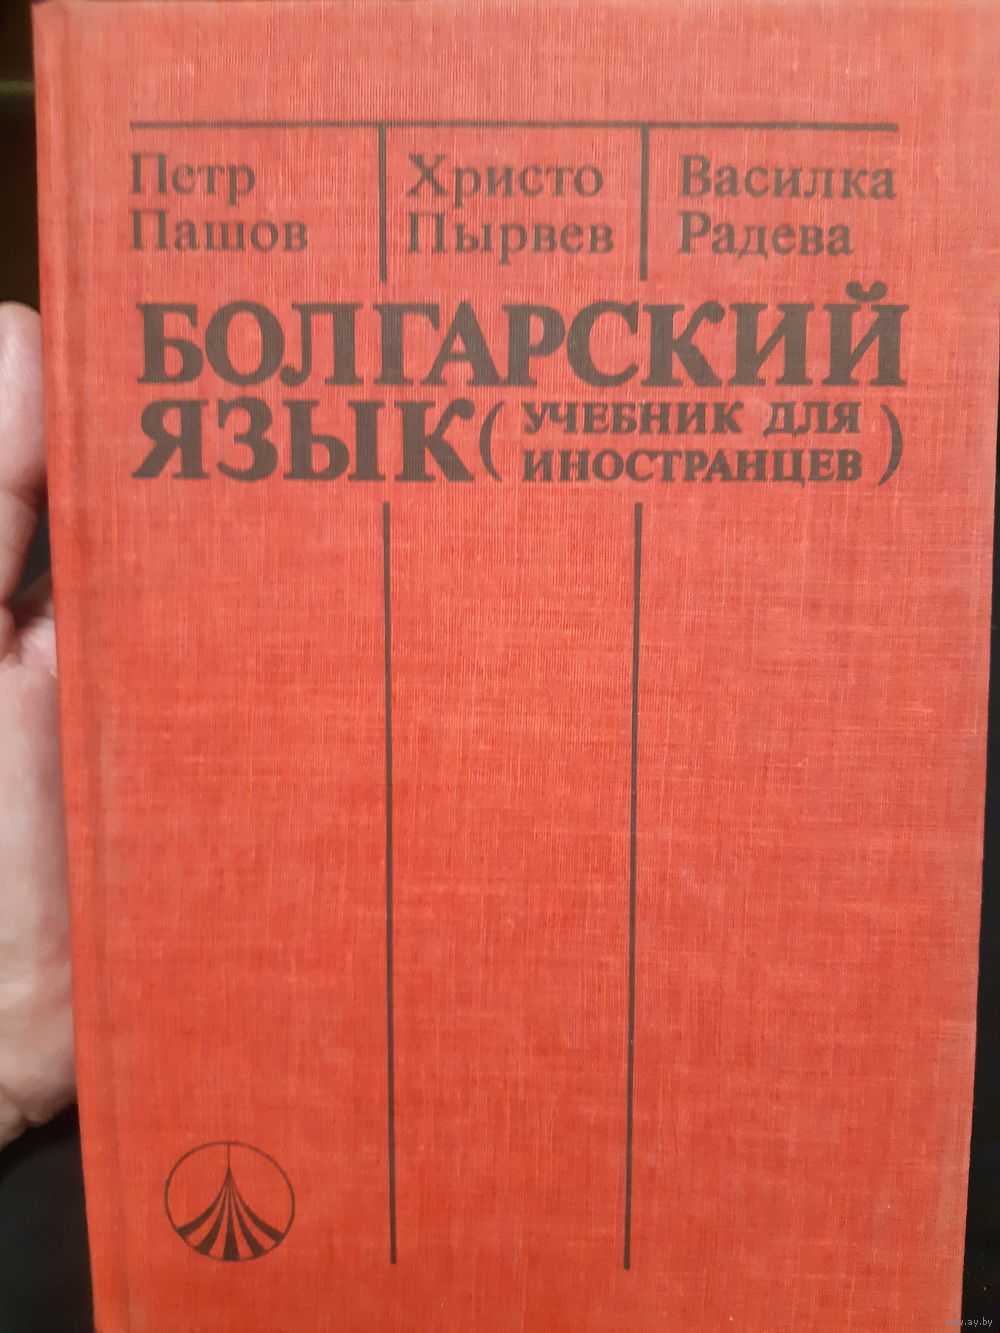 Петр
Пашов
Христо
Пырвев
Василка
Радева
БОЛГАРСКИЙ
ЯЗЫК (УЧЕБНИК ДЛЯ
ИНОСТРАНЦЕВ)